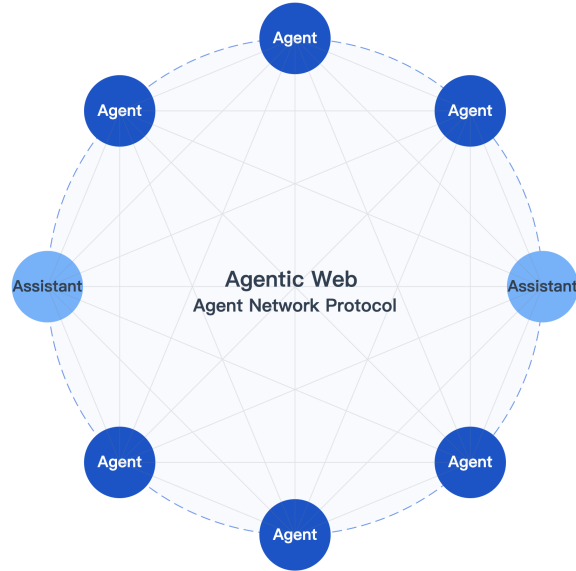 Agent
Agent
Agent
Assistant
Agentic Web
Agent Network Protocol
Assistant
Agent
Agent
Agent